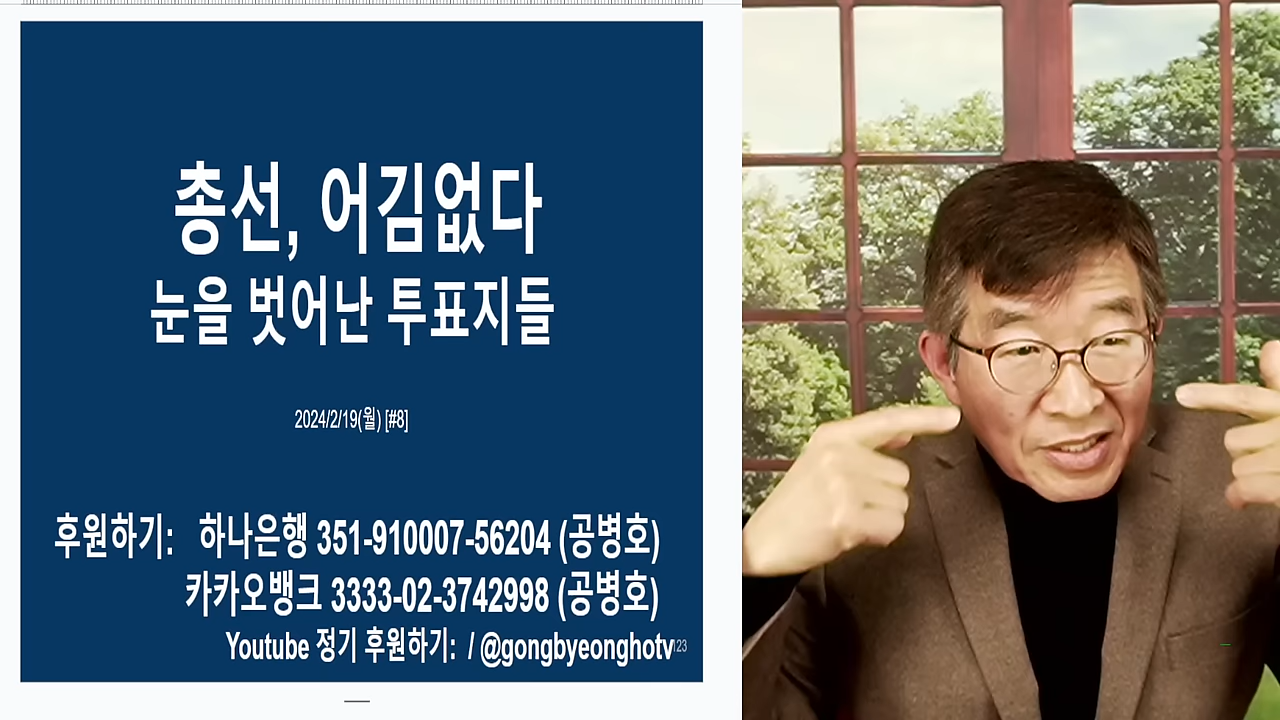 총선, 어김없다
눈을 벗어난 투표지들
2024/2/19(월) [#8]
후원하기: 하나은행 351-910007-56204 (공병호)
카카오뱅크 3333-02-3742998 (공병호)
Youtube 정기 후원하기: / @gongbyeonghotv
123